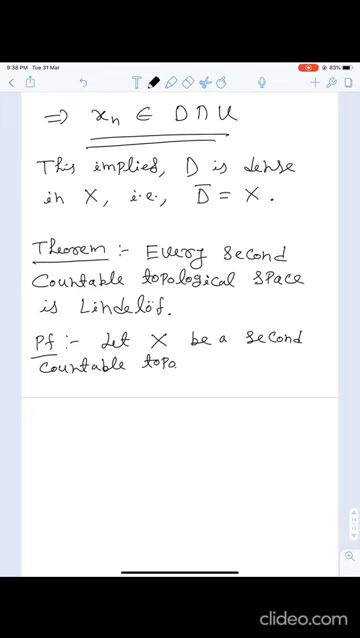 9:38 PM Tue 31 Mar 83%
T
⇒ xₙ ∈ D ∩ U
This implies, D is dense
in X, i.e., D̅ = X.
Theorem :- Every second
Countable topological space
is Lindelöf.
Pf :- Let X be a second
Countable topo
clideo.com